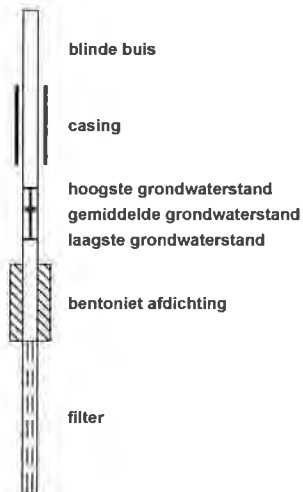 blinde buis
casing
hoogste grondwaterstand
gemiddelde grondwaterstand
laagste grondwaterstand
bentoniet afdichting
filter